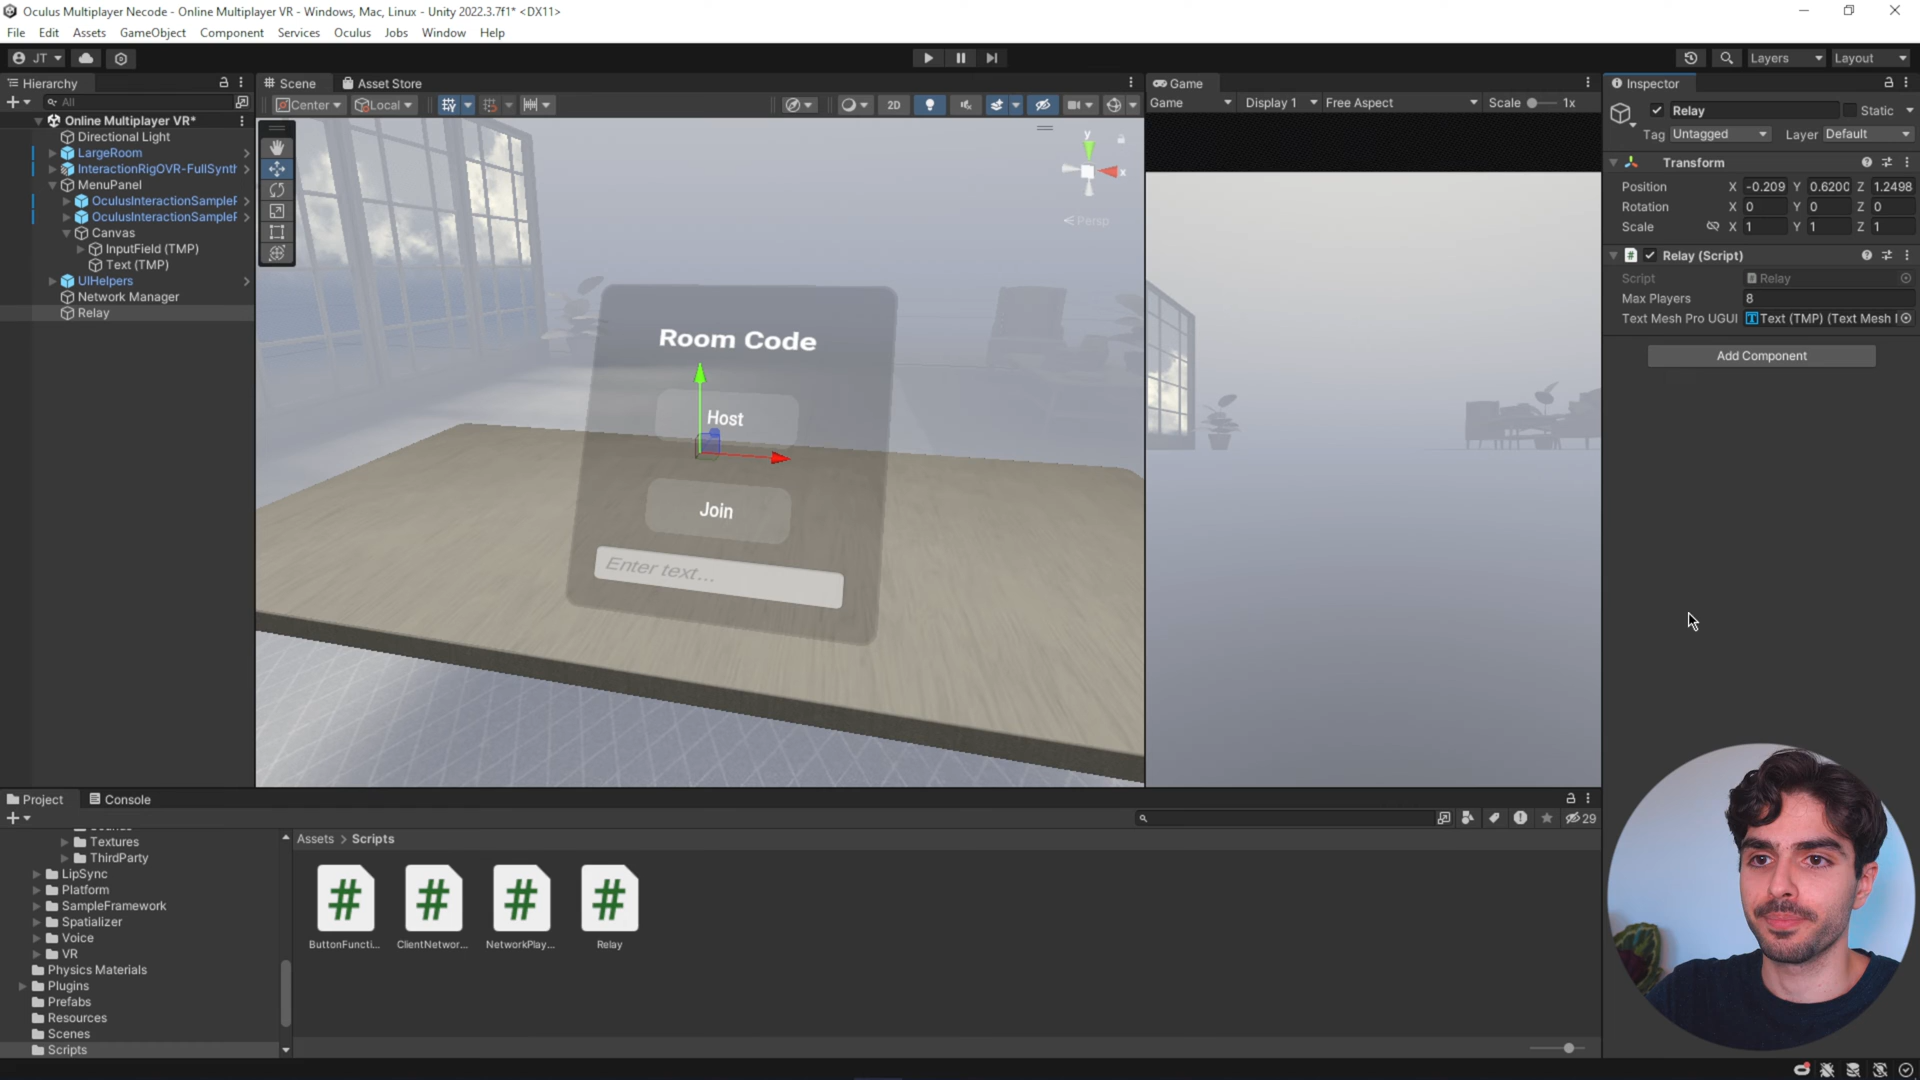 Oculus Multiplayer Necode - Online Multiplayer VR - Windows, Mac, Linux - Unity 2022.3.7f1* <DX11>
File Edit Assets GameObject Component Services Oculus Jobs Window Help
JT Layers Layout
Hierarchy
All
Online Multiplayer VR*
Directional Light
LargeRoom
InteractionRigOVR-FullSynth
MenuPanel
OculusInteractionSampleF
OculusInteractionSampleF
Canvas
InputField (TMP)
Text (TMP)
UIHelpers
Network Manager
Relay
Scene Asset Store
Center Local 2D
y
x
Persp
Room Code
Host
Join
Enter text...
Game
Game Display 1 Free Aspect Scale 1x
Inspector
Relay Static
Tag Untagged Layer Default
Transform
Position X -0.209 Y 0.6200 Z 1.2498
Rotation X 0 Y 0 Z 0
Scale X 1 Y 1 Z 1
Relay (Script)
Script Relay
Max Players 8
Text Mesh Pro UGUI Text (TMP) (Text Mesh
Add Component
Project Console
29
Textures
ThirdParty
LipSync
Platform
SampleFramework
Spatializer
Voice
VR
Physics Materials
Plugins
Prefabs
Resources
Scenes
Scripts
Assets > Scripts
ButtonFuncti... ClientNetwor... NetworkPlay... Relay